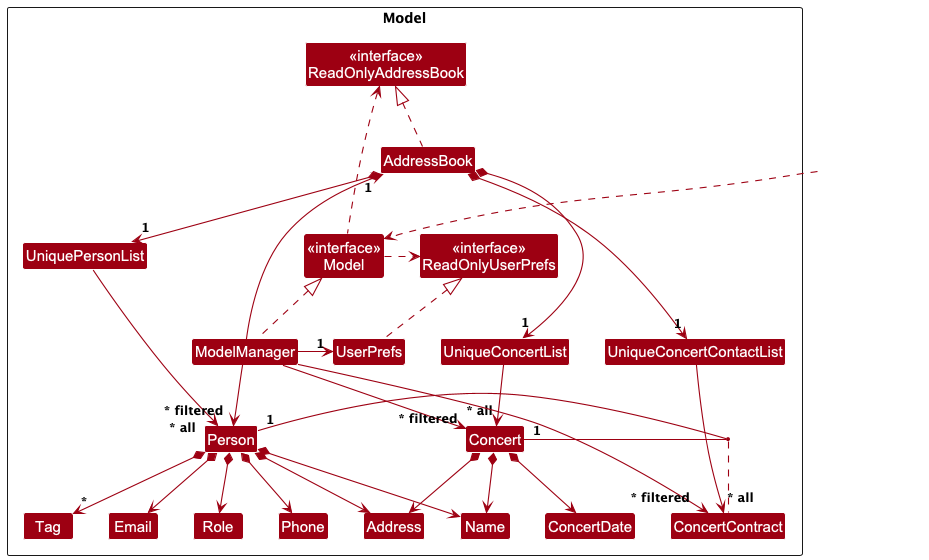 Model
«interface»
ReadOnlyAddressBook
AddressBook
1
1
UniquePersonList
«interface»
Model
«interface»
ReadOnlyUserPrefs
1
1
1
ModelManager
UserPrefs
UniqueConcertList
UniqueConcertContactList
* filtered
* all
1
* filtered
* all
1
Person
Concert
*
* filtered
* all
Tag
Email
Role
Phone
Address
Name
ConcertDate
ConcertContract